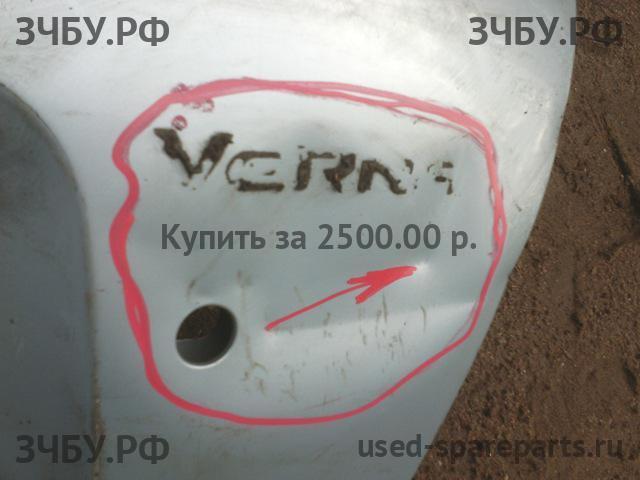 ЗЧБУ.РФ ЗЧБУ.РФ
VERNA
Купить за 2500.00 р.
ЗЧБУ.РФ used-spareparts.ru